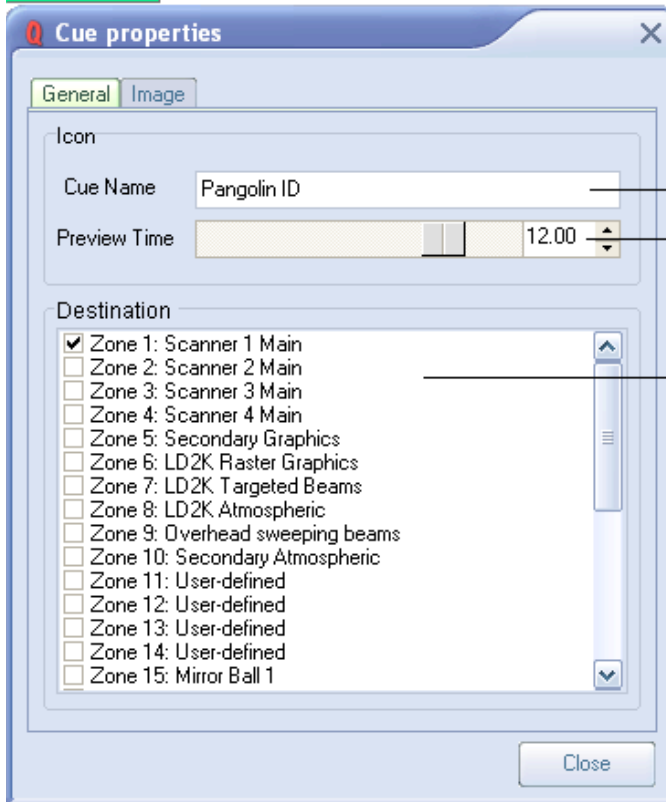 Cue properties
General Image
Icon
Cue Name Pangolin ID
Preview Time 12.00
Destination
Zone 1: Scanner 1 Main
Zone 2: Scanner 2 Main
Zone 3: Scanner 3 Main
Zone 4: Scanner 4 Main
Zone 5: Secondary Graphics
Zone 6: LD2K Raster Graphics
Zone 7: LD2K Targeted Beams
Zone 8: LD2K Atmospheric
Zone 9: Overhead sweeping beams
Zone 10: Secondary Atmospheric
Zone 11: User-defined
Zone 12: User-defined
Zone 13: User-defined
Zone 14: User-defined
Zone 15: Mirror Ball 1
Close